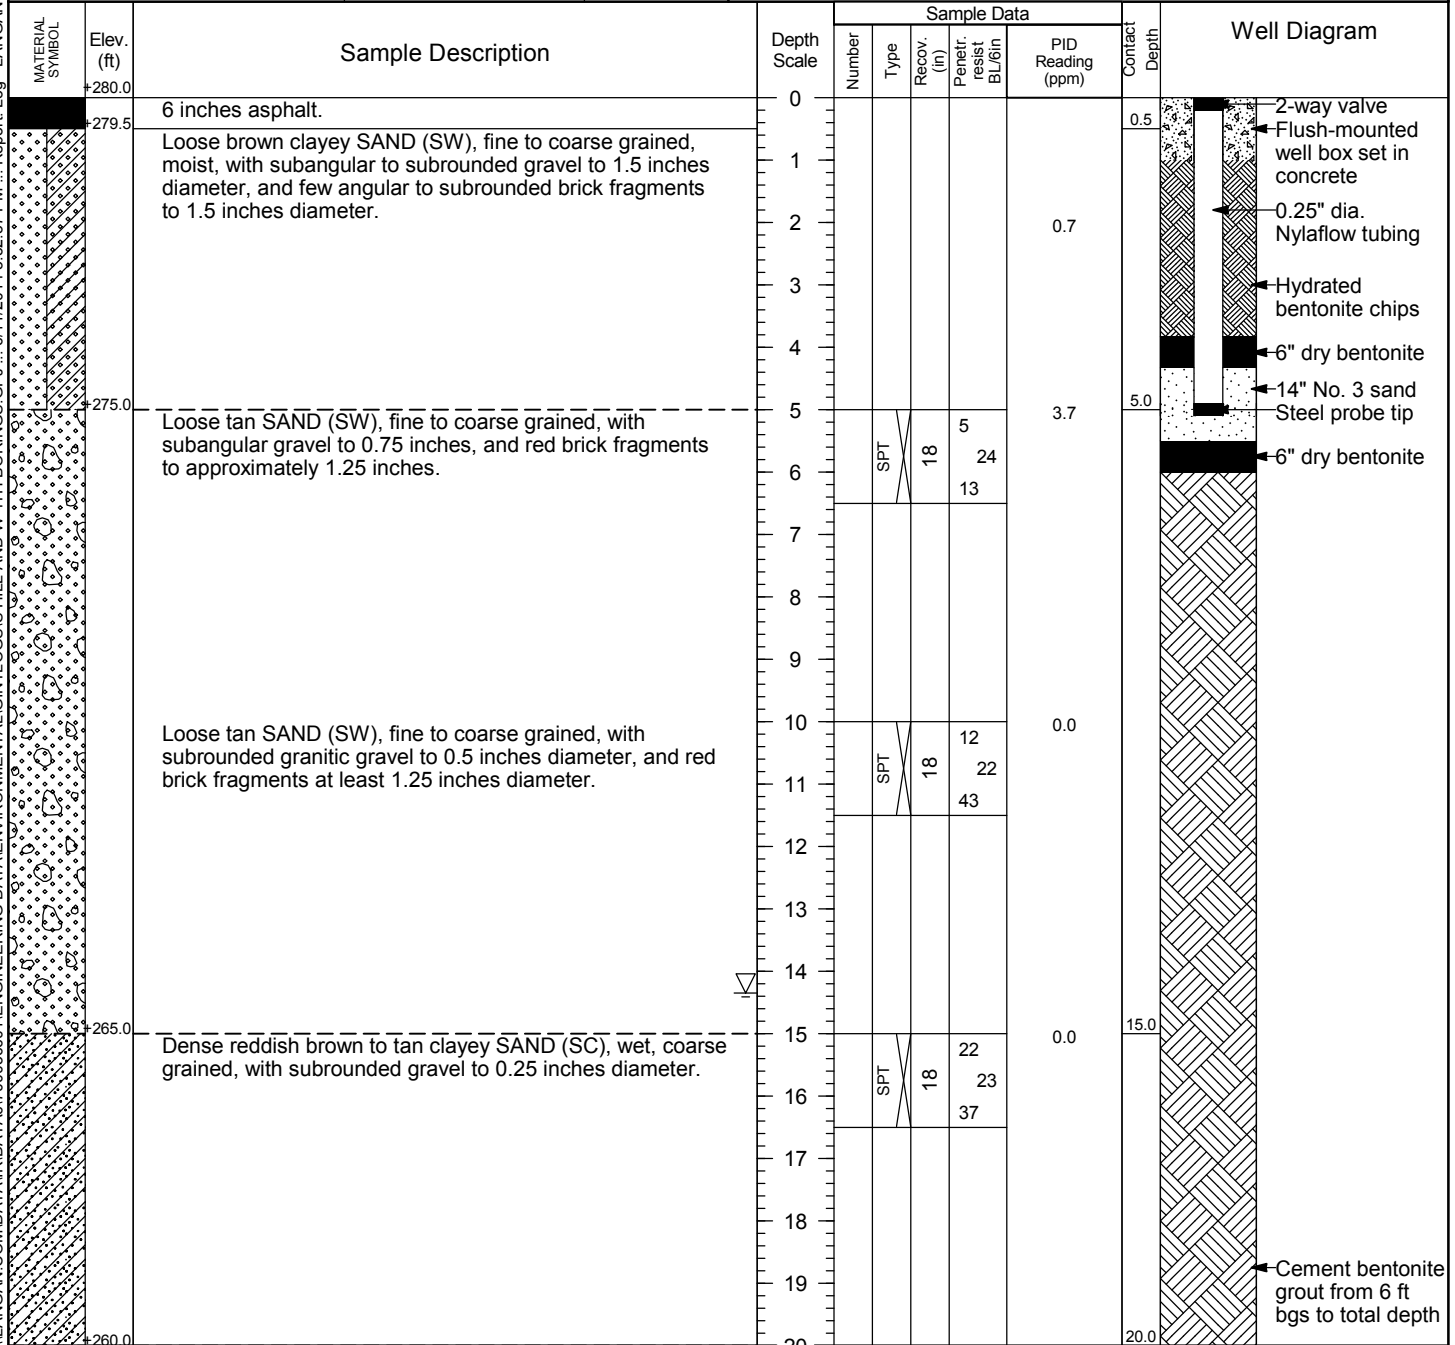 Sample Data
MATERIAL
SYMBOL
Elev.
(ft)
Sample Description
Depth
Scale
Number
Type
Recov.
(in)
Penetr.
resist
BL/6in
PID
Reading
(ppm)
Contact
Depth
Well Diagram
+280.0
0
6 inches asphalt.
2-way valve
+279.5
0.5
Flush-mounted
well box set in
concrete
Loose brown clayey SAND (SW), fine to coarse grained,
moist, with subangular to subrounded gravel to 1.5 inches
diameter, and few angular to subrounded brick fragments
to 1.5 inches diameter.
1
2
0.7
0.25" dia.
Nylaflow tubing
3
Hydrated
bentonite chips
4
6" dry bentonite
14" No. 3 sand
+275.0
5
3.7
5.0
Steel probe tip
Loose tan SAND (SW), fine to coarse grained, with
subangular gravel to 0.75 inches, and red brick fragments
to approximately 1.25 inches.
SPT
18
5
24
13
6" dry bentonite
6
7
8
9
10
0.0
Loose tan SAND (SW), fine to coarse grained, with
subrounded granitic gravel to 0.5 inches diameter, and red
brick fragments at least 1.25 inches diameter.
SPT
18
12
22
43
11
12
13
14
+265.0
15
0.0
15.0
Dense reddish brown to tan clayey SAND (SC), wet, coarse
grained, with subrounded gravel to 0.25 inches diameter.
SPT
18
22
23
37
16
17
18
19
Cement bentonite
grout from 6 ft
bgs to total depth
+260.0
20
20.0